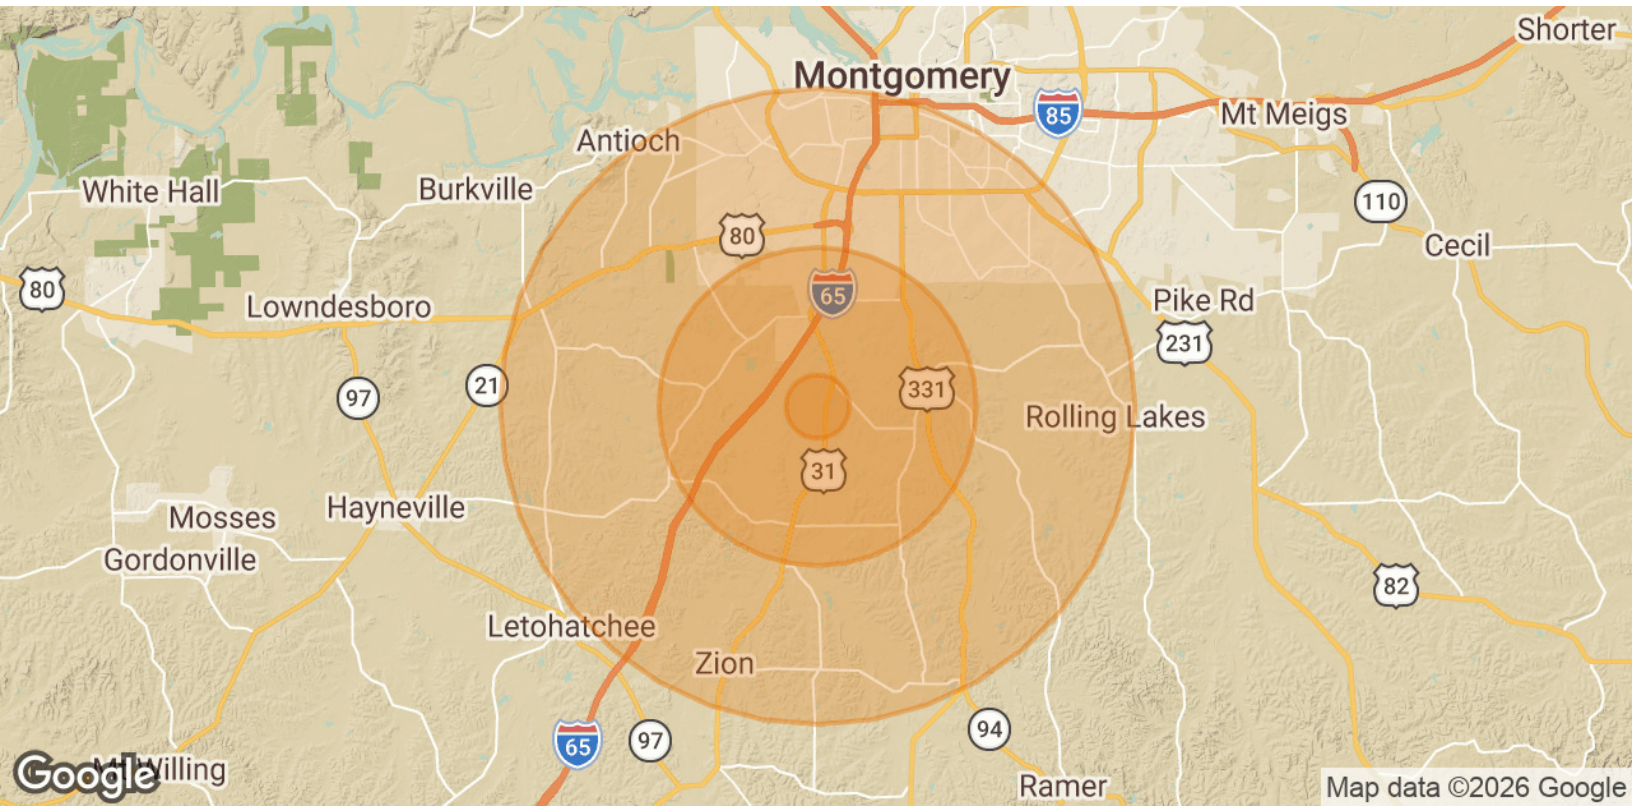 Shorter
Montgomery
85
Mt Meigs
Antioch
White Hall
Burkville
110
80
Cecil
80
Lowndesboro
65
Pike Rd
231
97
21
331
Rolling Lakes
31
Hayneville
Mosses
Gordonville
82
Letohatchee
Zion
65
97
94
Mt Willing
Google
Ramer
Map data ©2026 Google